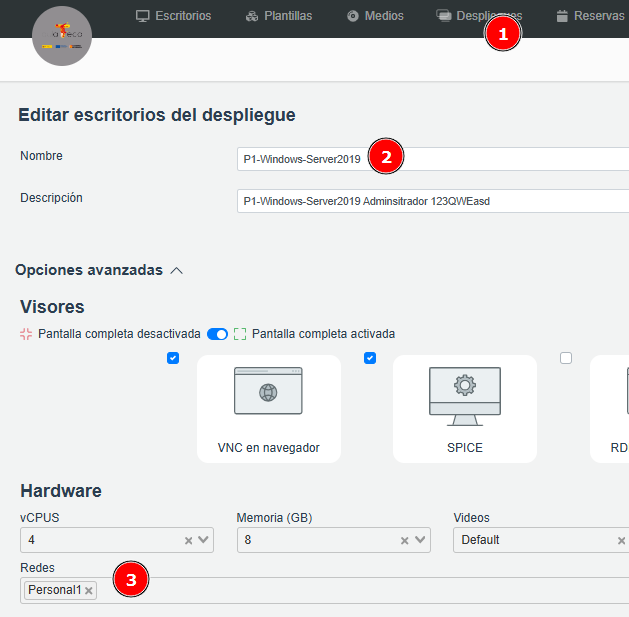 Escritorios Plantillas Medios Despliegues Reservas
1
Editar escritorios del despliegue
Nombre
P1-Windows-Server2019
2
Descripción
P1-Windows-Server2019 Adminsitrador 123QWEasd
Opciones avanzadas
Visores
Pantalla completa desactivada Pantalla completa activada
VNC en navegador SPICE RD
Hardware
vCPUS Memoria (GB) Videos
4 8 Default
Redes
Personal1
3